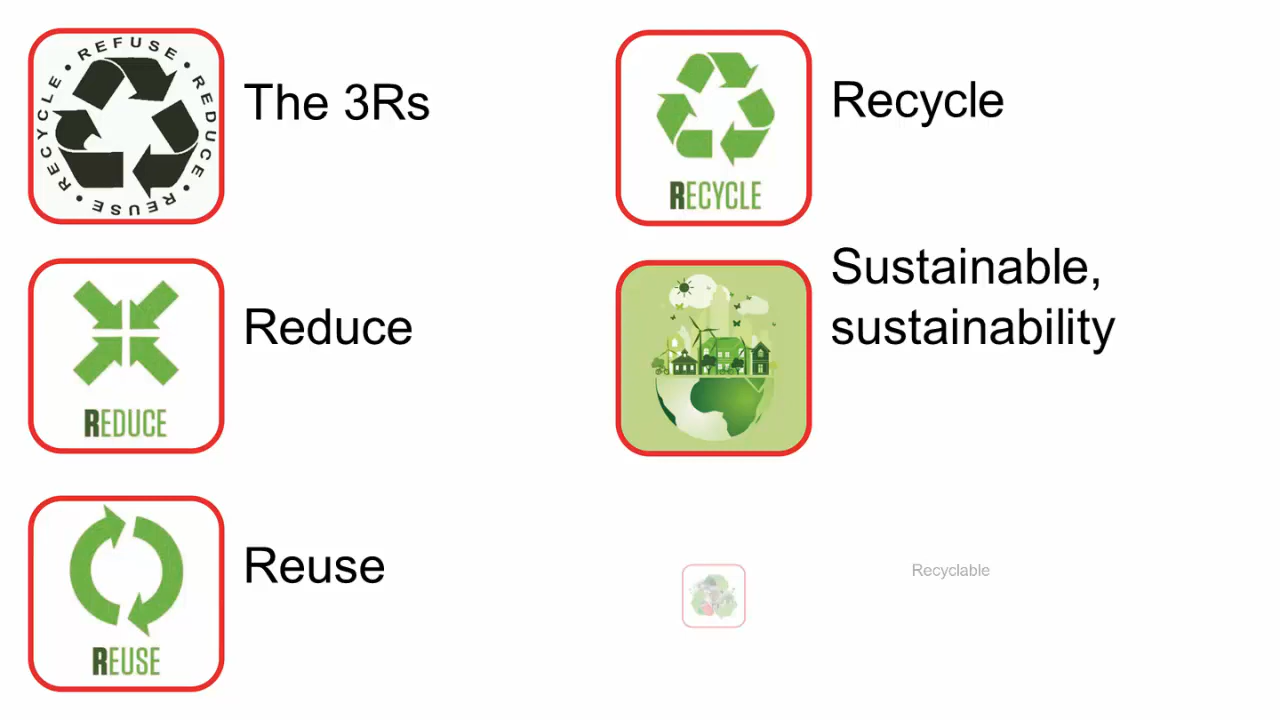 REFUSE • REDUCE • REUSE • RECYCLE •
The 3Rs
REDUCE
Reduce
REUSE
Reuse
RECYCLE
Recycle
Sustainable,
sustainability
Recyclable